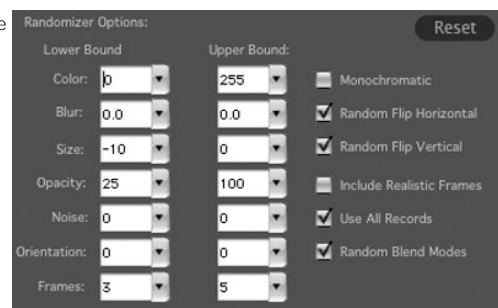 e
Randomizer Options:
Reset
Lower Bound Upper Bound:
Color: 0 255 Monochromatic
Blur: 0.0 0.0 Random Flip Horizontal
Size: -10 0 Random Flip Vertical
Opacity: 25 100 Include Realistic Frames
Noise: 0 0 Use All Records
Orientation: 0 0 Random Blend Modes
Frames: 3 5